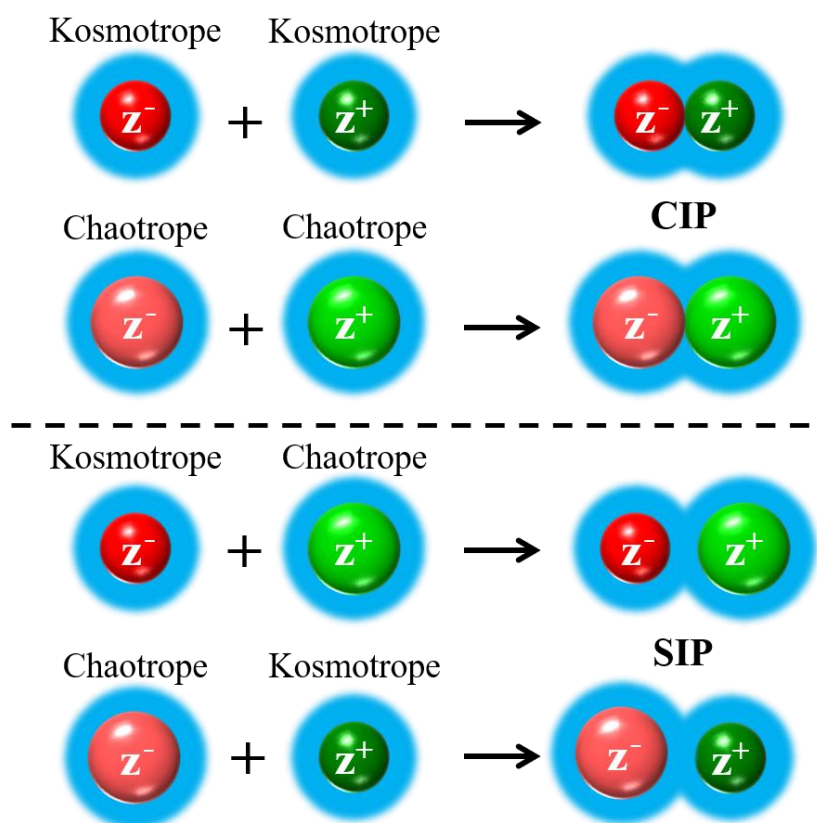 Kosmotrope Kosmotrope
z⁻ + z⁺ → z⁻ z⁺
CIP
Chaotrope Chaotrope
z⁻ + z⁺ → z⁻ z⁺
Kosmotrope Chaotrope
z⁻ + z⁺ → z⁻ z⁺
SIP
Chaotrope Kosmotrope
z⁻ + z⁺ → z⁻ z⁺